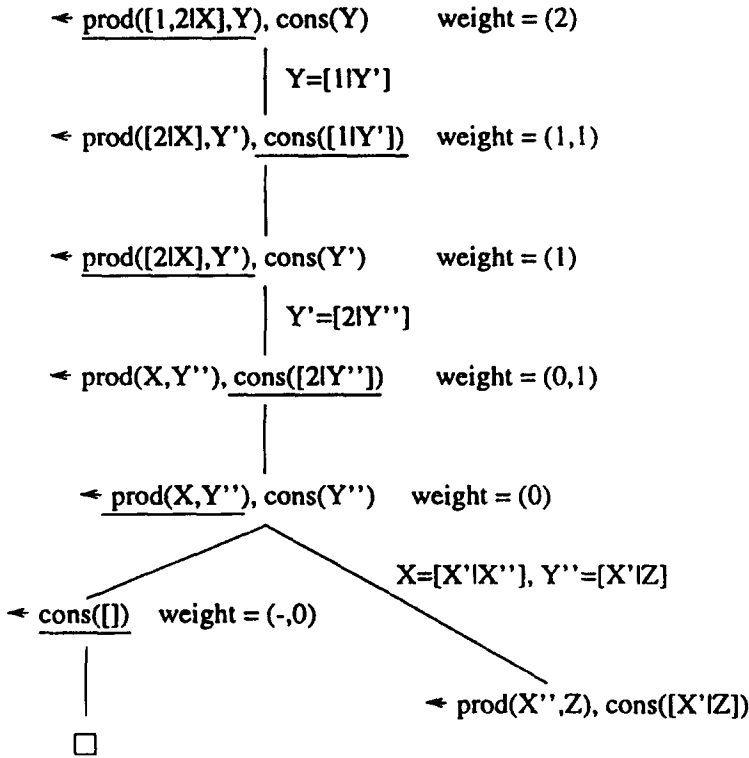 ← prod([1,2|X],Y), cons(Y) weight = (2)
Y=[1|Y']
← prod([2|X],Y'), cons([1|Y']) weight = (1,1)
← prod([2|X],Y'), cons(Y') weight = (1)
Y'=[2|Y'']
← prod(X,Y''), cons([2|Y'']) weight = (0,1)
← prod(X,Y''), cons(Y'') weight = (0)
X=[X'|X''], Y''=[X'|Z]
← cons([]) weight = (-,0)
← prod(X'',Z), cons([X'|Z])